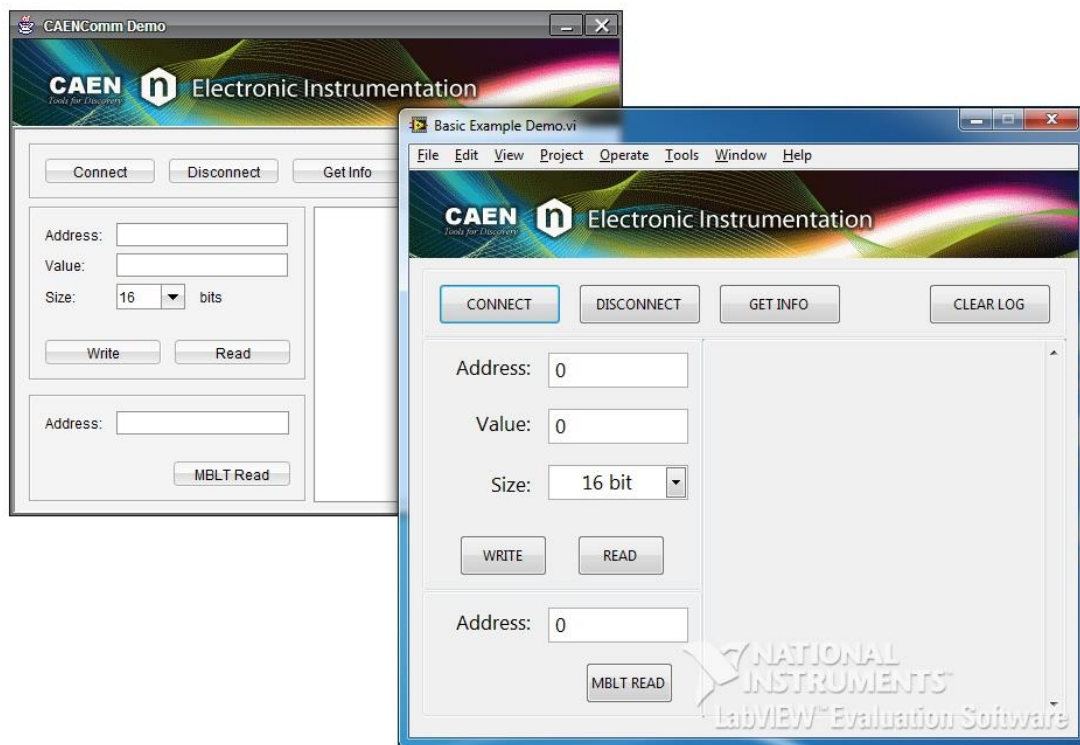 CAENComm Demo
CAEN n Electronic Instrumentation
Tools for Discovery
Connect Disconnect Get Info
Address:
Value:
Size: 16 bits
Write Read
Address:
MBLT Read
Basic Example Demo.vi
File Edit View Project Operate Tools Window Help
CAEN n Electronic Instrumentation
Tools for Discovery
CONNECT DISCONNECT GET INFO CLEAR LOG
Address: 0
Value: 0
Size: 16 bit
WRITE READ
Address: 0
MBLT READ
NATIONAL
INSTRUMENTS™
LabVIEW™ Evaluation Software